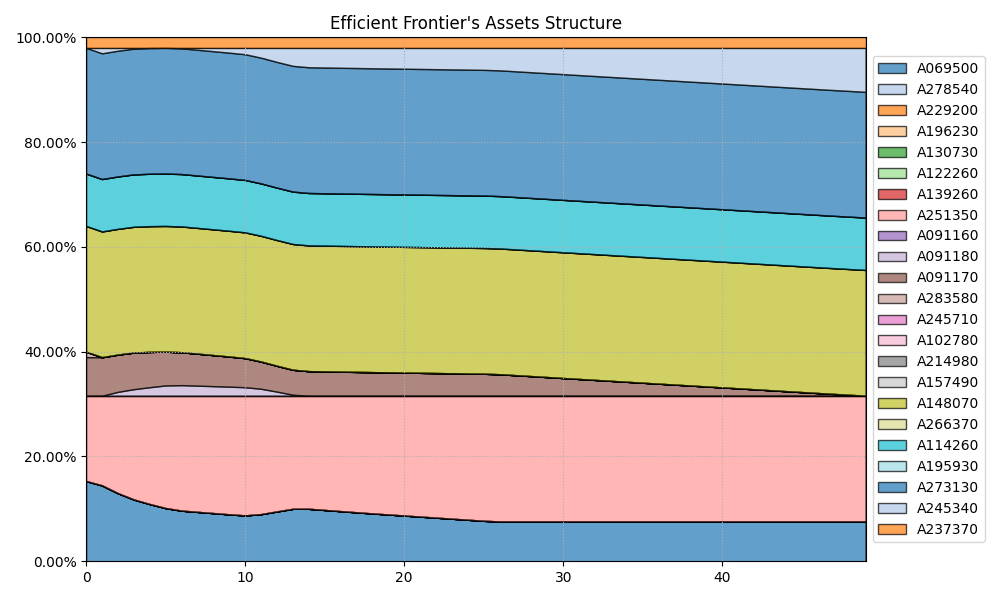 Efficient Frontier's Assets Structure
100.00%
80.00%
60.00%
40.00%
20.00%
0.00%
0
10
20
30
40
A069500
A278540
A229200
A196230
A130730
A122260
A139260
A251350
A091160
A091180
A091170
A283580
A245710
A102780
A214980
A157490
A148070
A266370
A114260
A195930
A273130
A245340
A237370